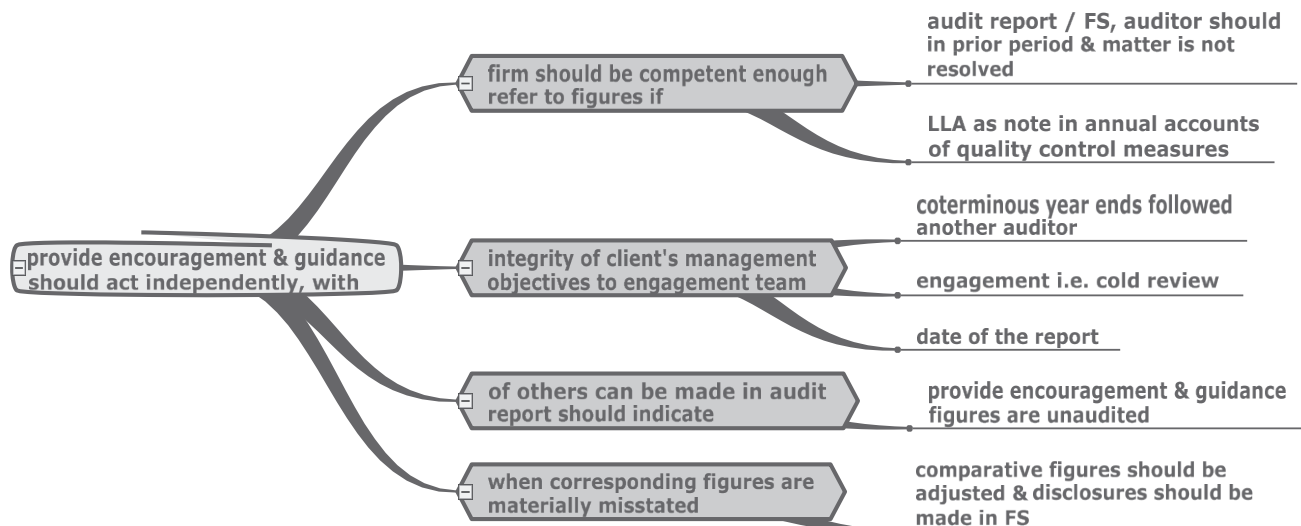 provide encouragement & guidance
should act independently, with
firm should be competent enough
refer to figures if
audit report / FS, auditor should
in prior period & matter is not
resolved
LLA as note in annual accounts
of quality control measures
integrity of client's management
objectives to engagement team
coterminous year ends followed
another auditor
engagement i.e. cold review
date of the report
of others can be made in audit
report should indicate
provide encouragement & guidance
figures are unaudited
when corresponding figures are
materially misstated
comparative figures should be
adjusted & disclosures should be
made in FS